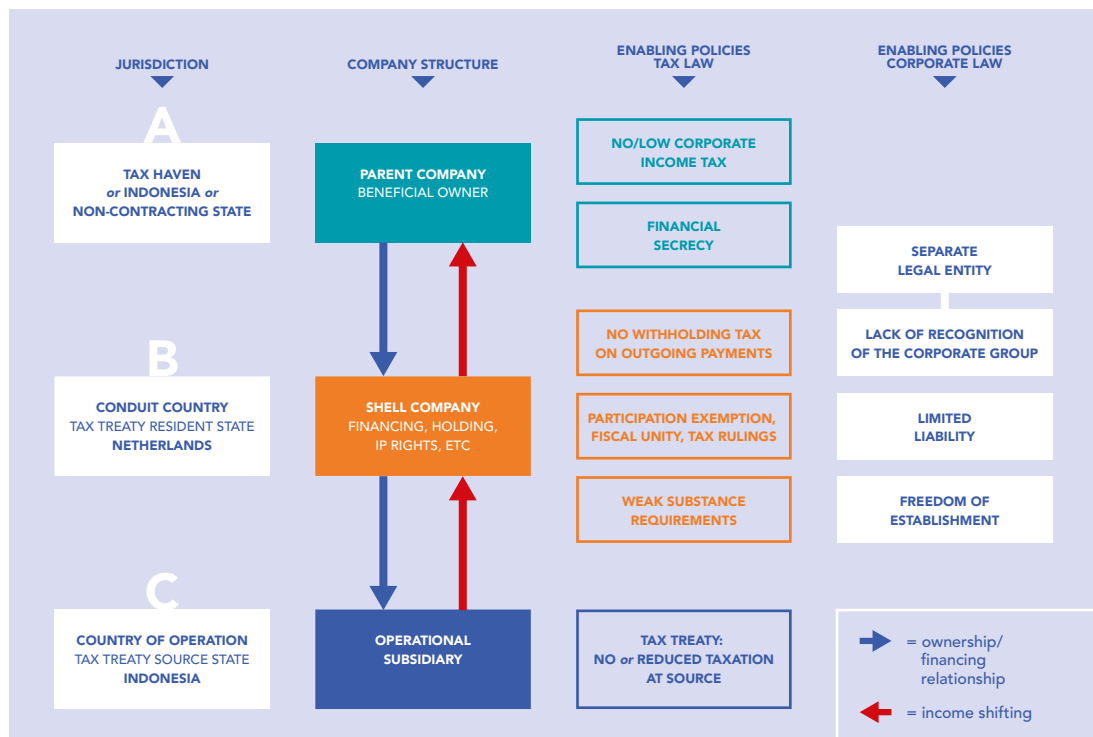 JURISDICTION
COMPANY STRUCTURE
ENABLING POLICIES
TAX LAW
ENABLING POLICIES
CORPORATE LAW
A
TAX HAVEN
or INDONESIA or
NON-CONTRACTING STATE
PARENT COMPANY
BENEFICIAL OWNER
NO/LOW CORPORATE
INCOME TAX
FINANCIAL
SECRECY
SEPARATE
LEGAL ENTITY
B
CONDUIT COUNTRY
TAX TREATY RESIDENT STATE
NETHERLANDS
SHELL COMPANY
FINANCING, HOLDING,
IP RIGHTS, ETC
NO WITHHOLDING TAX
ON OUTGOING PAYMENTS
PARTICIPATION EXEMPTION,
FISCAL UNITY, TAX RULINGS
WEAK SUBSTANCE
REQUIREMENTS
LACK OF RECOGNITION
OF THE CORPORATE GROUP
LIMITED
LIABILITY
FREEDOM OF
ESTABLISHMENT
C
COUNTRY OF OPERATION
TAX TREATY SOURCE STATE
INDONESIA
OPERATIONAL
SUBSIDIARY
TAX TREATY:
NO or REDUCED TAXATION
AT SOURCE
= ownership/
financing
relationship
= income shifting